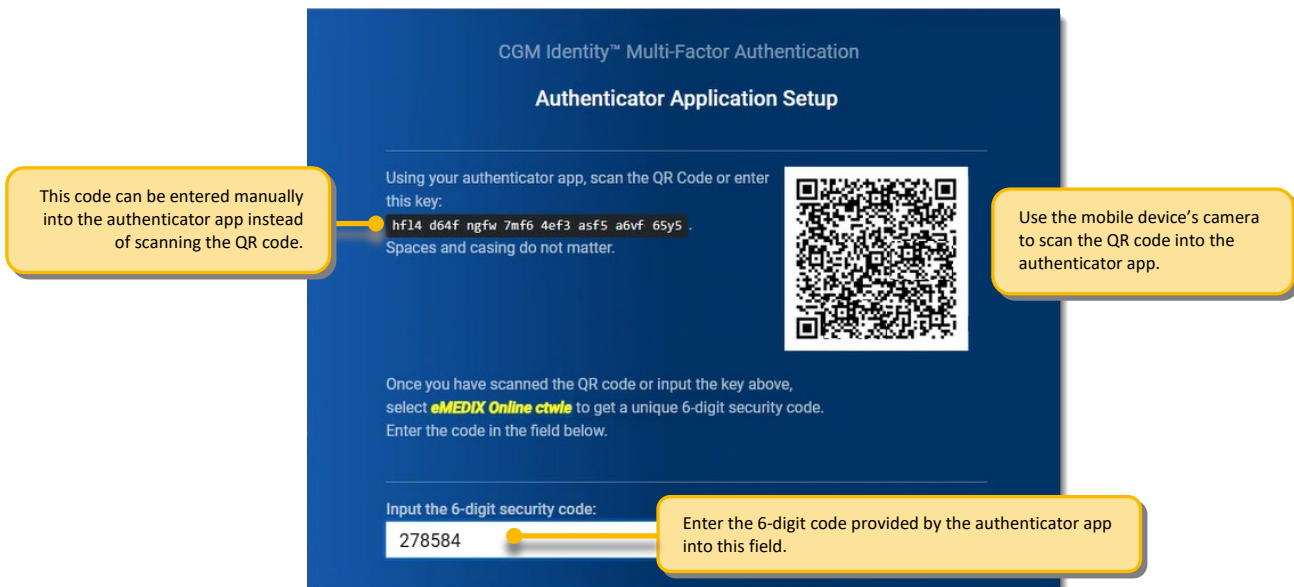 CGM Identity™ Multi-Factor Authentication
Authenticator Application Setup
This code can be entered manually
into the authenticator app instead
of scanning the QR code.
Using your authenticator app, scan the QR Code or enter
this key:
hfl4 d64f ngfw 7mf6 4ef3 asf5 a6vf 65y5 .
Spaces and casing do not matter.
Use the mobile device’s camera
to scan the QR code into the
authenticator app.
Once you have scanned the QR code or input the key above,
select eMEDIX Online ctwle to get a unique 6-digit security code.
Enter the code in the field below.
Input the 6-digit security code:
278584
Enter the 6-digit code provided by the authenticator app
into this field.